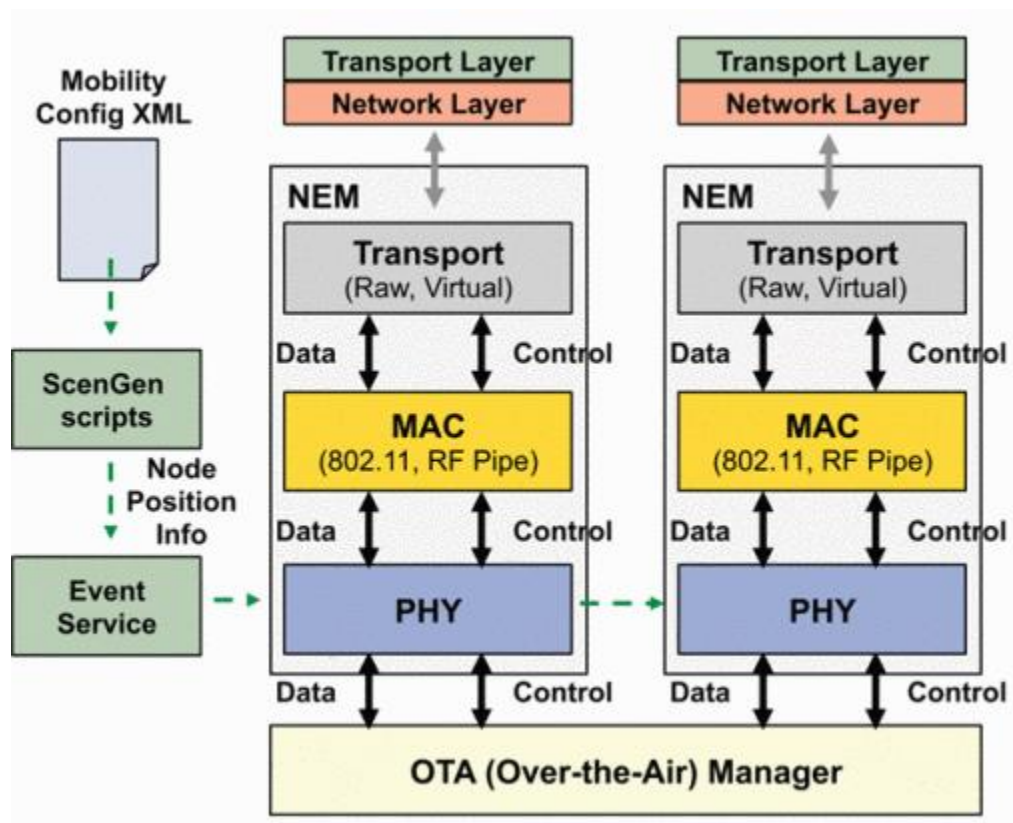 Mobility
Config XML
ScenGen
scripts
Node
Position
Info
Event
Service
Transport Layer
Network Layer
NEM
Transport
(Raw, Virtual)
Data
Control
MAC
(802.11, RF Pipe)
Data
Control
PHY
Data
Control
Transport Layer
Network Layer
NEM
Transport
(Raw, Virtual)
Data
Control
MAC
(802.11, RF Pipe)
Data
Control
PHY
Data
Control
OTA (Over-the-Air) Manager